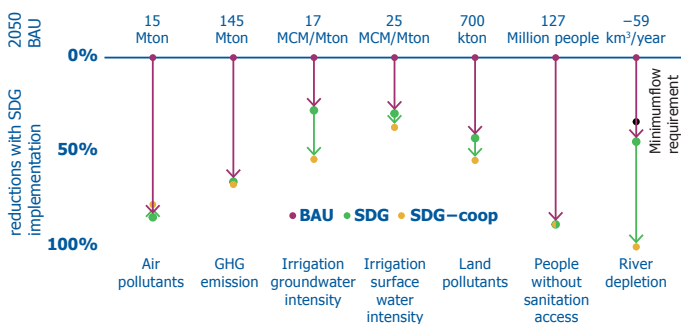 2050
BAU
15
Mton
145
Mton
17
MCM/Mton
25
MCM/Mton
700
kton
127
Million people
−59
km³/year
0%
50%
100%
reductions with SDG
implementation
Minimumflow
requirement
BAU SDG SDG−coop
Air
pollutants
GHG
emission
Irrigation
groundwater
intensity
Irrigation
surface
water
intensity
Land
pollutants
People
without
sanitation
access
River
depletion